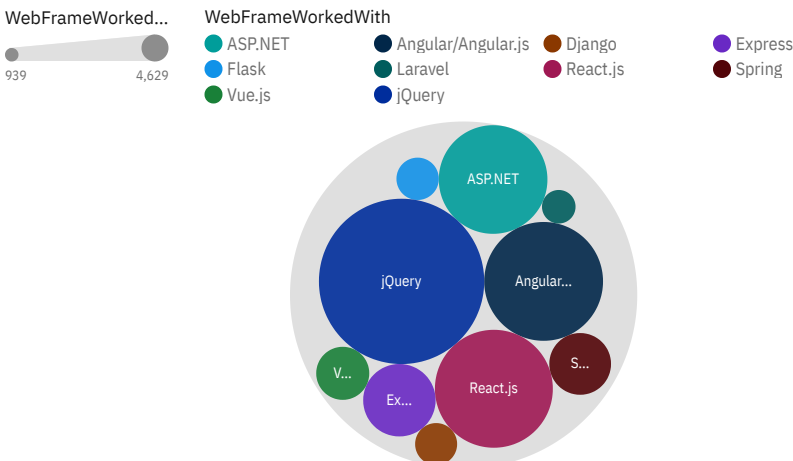 WebFrameWorked...
939 4,629
WebFrameWorkedWith
ASP.NET Angular/Angular.js Django Express
Flask Laravel React.js Spring
Vue.js jQuery
ASP.NET
jQuery Angular...
V... S...
Ex... React.js